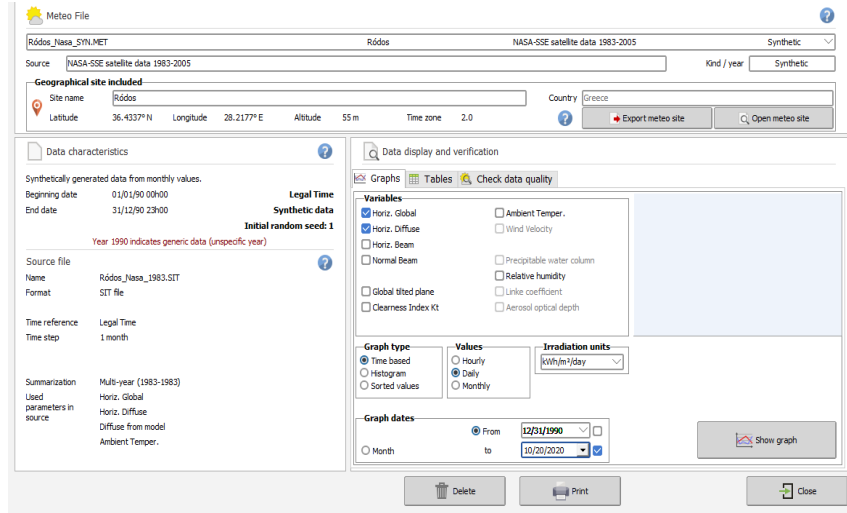 Meteo File
Ródos_Nasa_SYN.MET Ródos NASA-SSE satellite data 1983-2005 Synthetic
Source NASA-SSE satellite data 1983-2005 Kind / year Synthetic
Geographical site included
Site name Ródos Country Greece
Latitude 36.4337° N Longitude 28.2177° E Altitude 55 m Time zone 2.0 Export meteo site Open meteo site
Data characteristics
Synthetically generated data from monthly values.
Beginning date 01/01/90 00h00 Legal Time
End date 31/12/90 23h00 Synthetic data
Initial random seed: 1
Year 1990 indicates generic data (unspecific year)
Source file
Name Ródos_Nasa_1983.SIT
Format SIT file
Time reference Legal Time
Time step 1 month
Summarization Multi-year (1983-1983)
Used parameters in source Horiz. Global
Horiz. Diffuse
Diffuse from model
Ambient Temper.
Data display and verification
Graphs Tables Check data quality
Variables
Horiz. Global Ambient Temper.
Horiz. Diffuse Wind Velocity
Horiz. Beam
Normal Beam Precipitable water column
Relative humidity
Global tilted plane Linke coefficient
Clearness Index Kt Aerosol optical depth
Graph type Values Irradiation units
Time based Hourly kWh/m²/day
Histogram Daily
Sorted values Monthly
Graph dates
From 12/31/1990
Month to 10/20/2020
Show graph
Delete Print Close